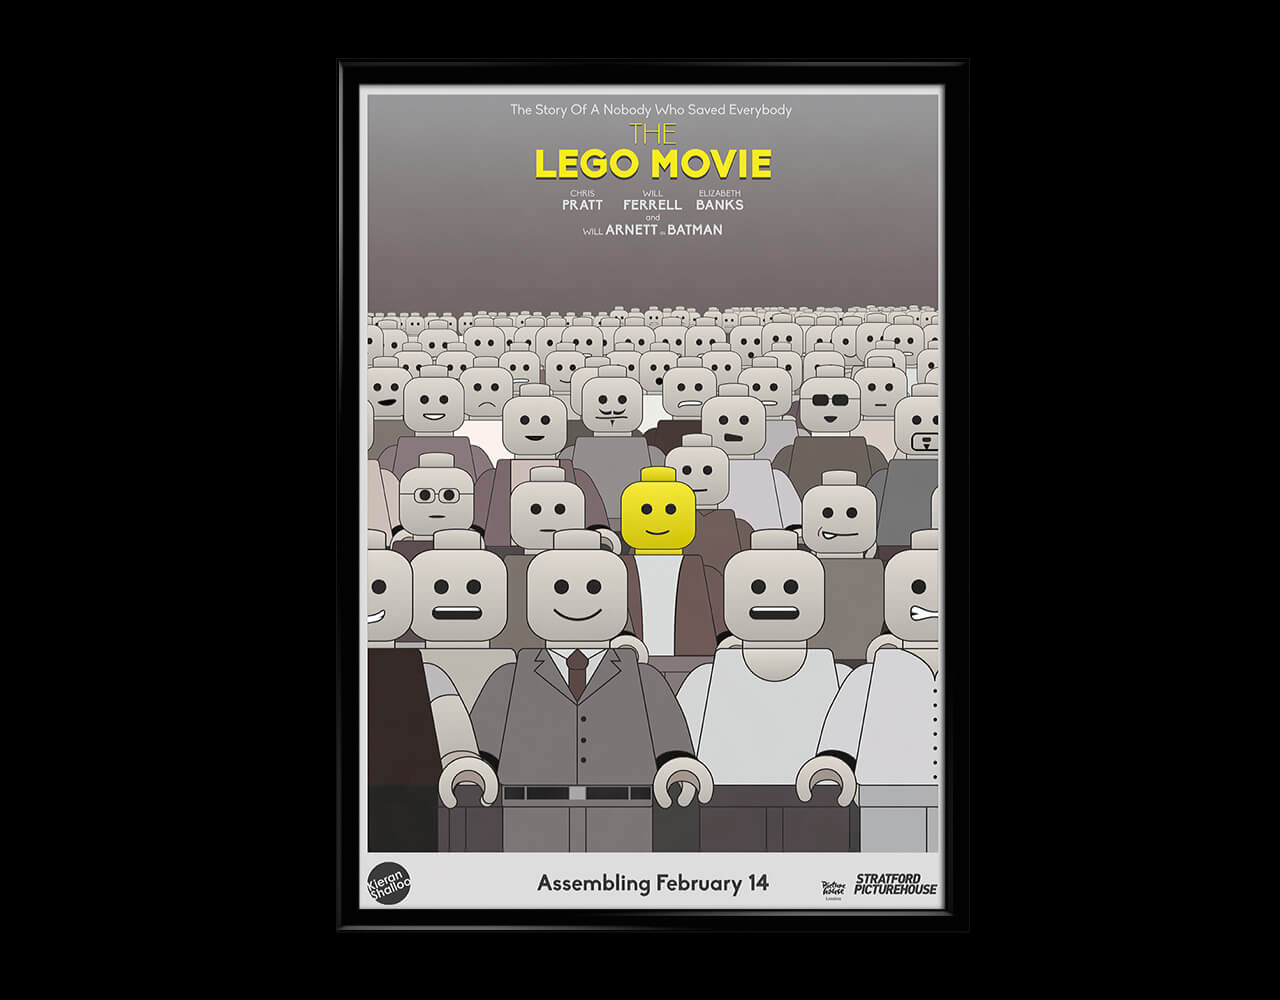 The Story Of A Nobody Who Saved Everybody
THE
LEGO MOVIE
CHRIS WILL ELIZABETH
PRATT FERRELL BANKS
and
WILL ARNETT as BATMAN
Kieran
Shalloo
Assembling February 14
Picture
House
London
STRATFORD
PICTUREHOUSE